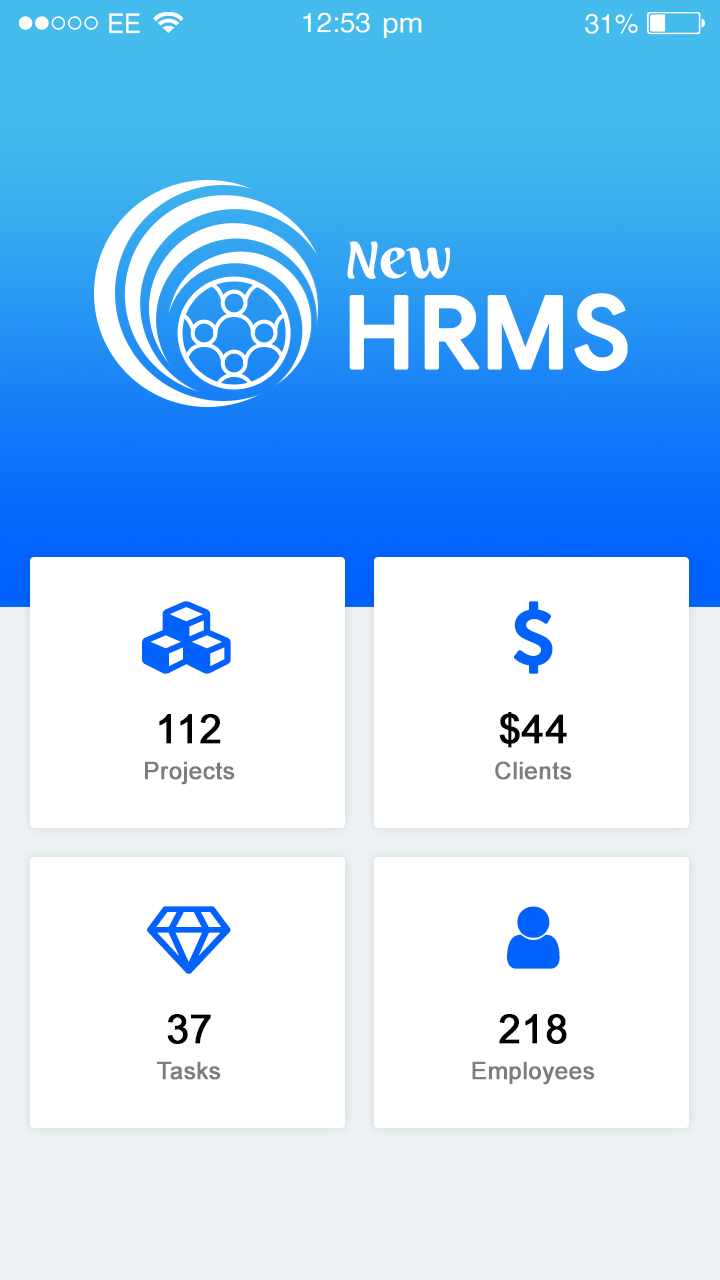 EE 12:53 pm 31%
New
HRMS
112
Projects
$44
Clients
37
Tasks
218
Employees